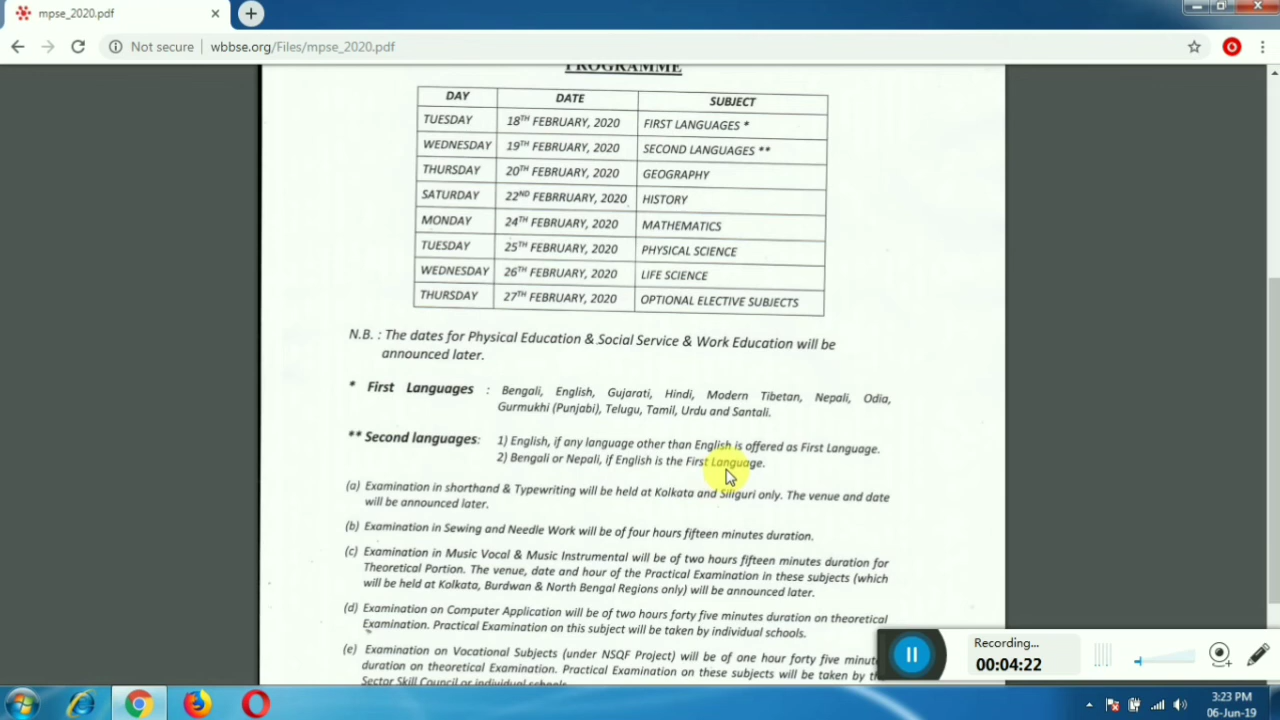 mpse_2020.pdf
Not secure wbbse.org/Files/mpse_2020.pdf
PROGRAMME
DAY DATE SUBJECT
TUESDAY 18TH FEBRUARY, 2020 FIRST LANGUAGES *
WEDNESDAY 19TH FEBRUARY, 2020 SECOND LANGUAGES **
THURSDAY 20TH FEBRUARY, 2020 GEOGRAPHY
SATURDAY 22ND FEBRRUARY, 2020 HISTORY
MONDAY 24TH FEBRUARY, 2020 MATHEMATICS
TUESDAY 25TH FEBRUARY, 2020 PHYSICAL SCIENCE
WEDNESDAY 26TH FEBRUARY, 2020 LIFE SCIENCE
THURSDAY 27TH FEBRUARY, 2020 OPTIONAL ELECTIVE SUBJECTS
N.B. : The dates for Physical Education & Social Service & Work Education will be
announced later.
* First Languages : Bengali, English, Gujarati, Hindi, Modern Tibetan, Nepali, Odia,
Gurmukhi (Punjabi), Telugu, Tamil, Urdu and Santali.
** Second languages: 1) English, if any language other than English is offered as First Language.
2) Bengali or Nepali, if English is the First Language.
(a) Examination in shorthand & Typewriting will be held at Kolkata and Siliguri only. The venue and date
will be announced later.
(b) Examination in Sewing and Needle Work will be of four hours fifteen minutes duration.
(c) Examination in Music Vocal & Music Instrumental will be of two hours fifteen minutes duration for
Theoretical Portion. The venue, date and hour of the Practical Examination in these subjects (which
will be held at Kolkata, Burdwan & North Bengal Regions only) will be announced later.
(d) Examination on Computer Application will be of two hours forty five minutes duration on theoretical
Examination. Practical Examination on this subject will be taken by individual schools.
(e) Examination on Vocational Subjects (under NSQF Project) will be of one hour forty five minut
duration on theoretical Examination. Practical Examination on these subjects will be taken by th
Sector Skill Council or individual schools
Recording...
00:04:22
3:23 PM
06-Jun-19